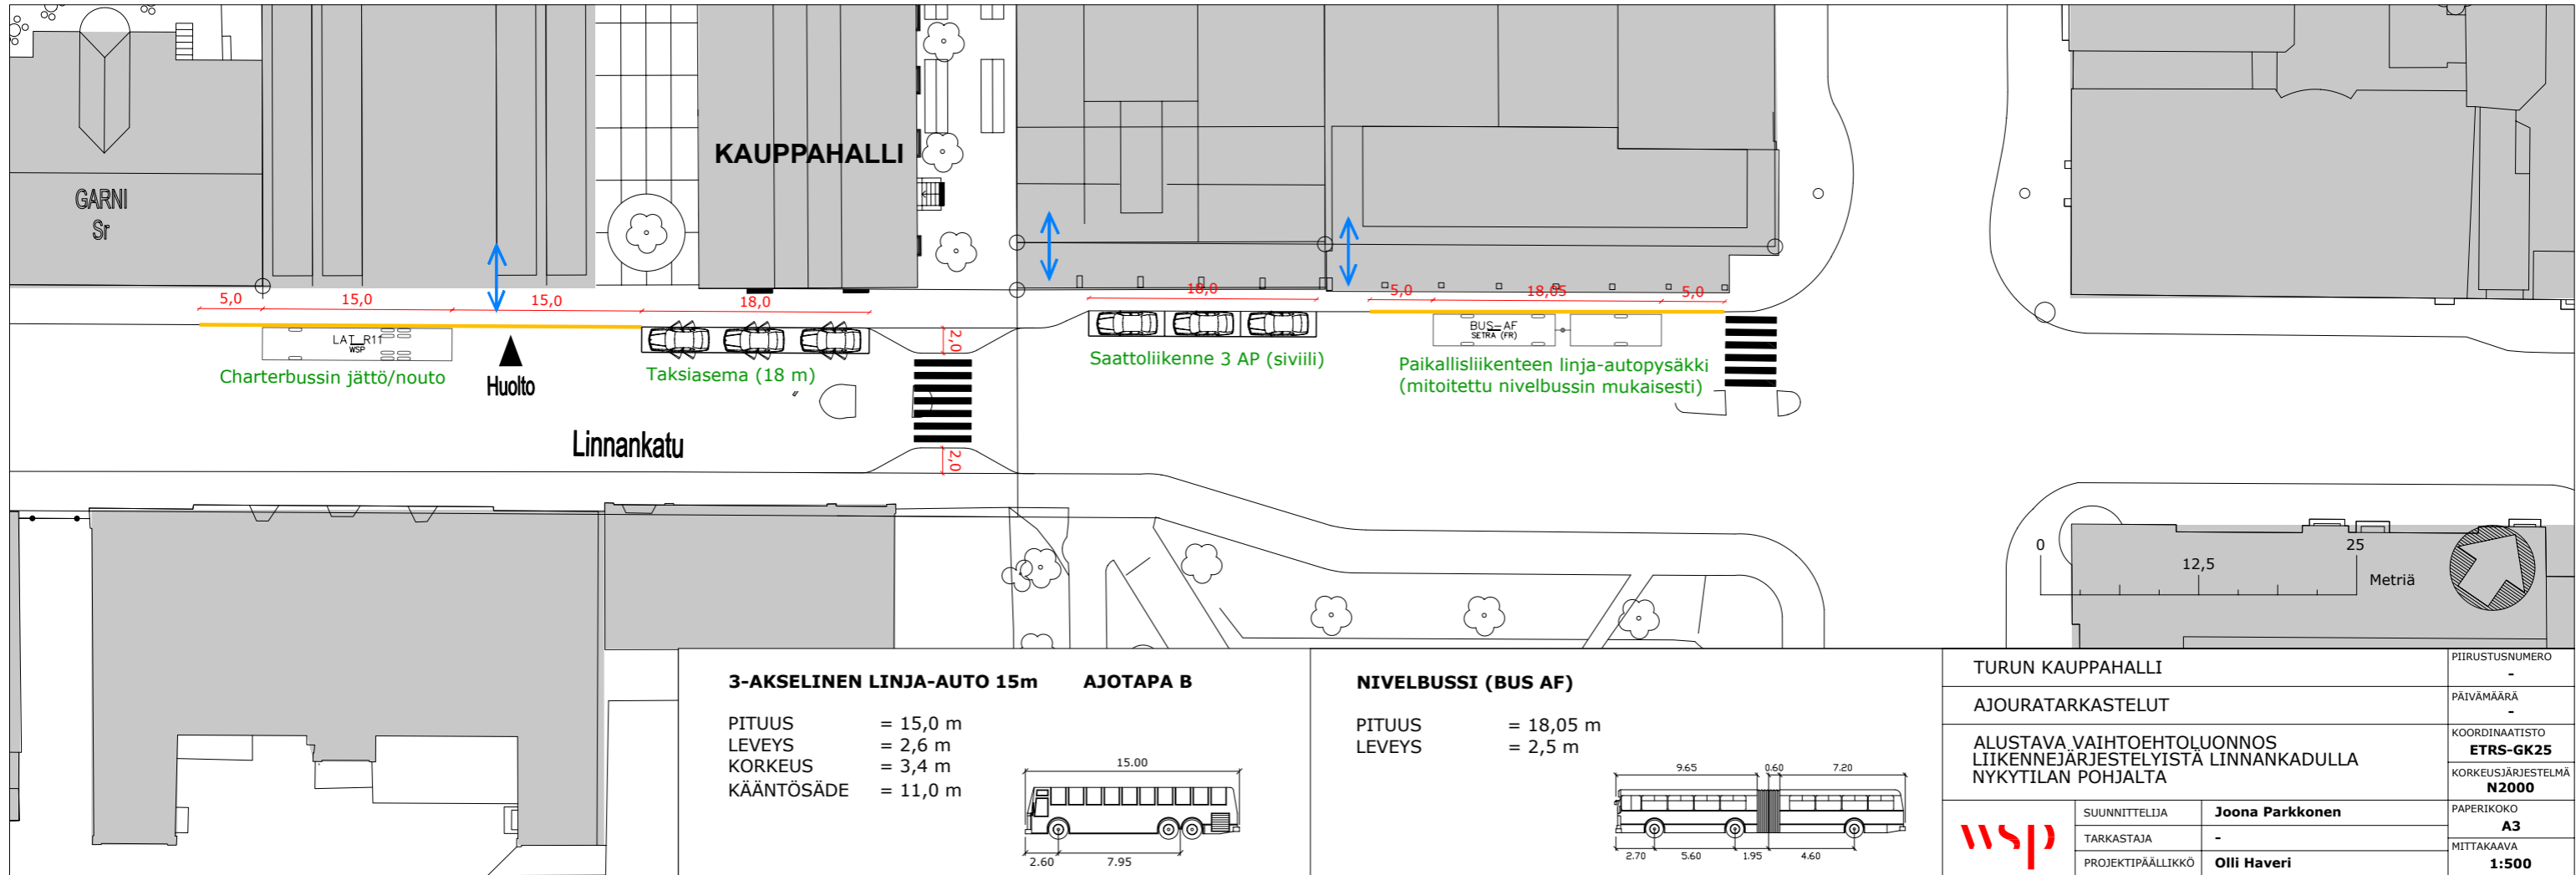 KAUPPAHALLI
GARNI
Sr
5,0
15,0
15,0
18,0
18,0
5,0
18,05
5,0
LAT_R11
WSP
BUS-AF
SETRA (FR)
2,0
Charterbussin jättö/nouto
Huolto
Taksiasema (18 m)
Saattoliikenne 3 AP (siviili)
Paikallisliikenteen linja-autopysäkki
(mitoitettu nivelbussin mukaisesti)
Linnankatu
2,0
0
12,5
25
Metriä
3-AKSELINEN LINJA-AUTO 15m AJOTAPA B
PITUUS = 15,0 m
LEVEYS = 2,6 m
KORKEUS = 3,4 m
KÄÄNTÖSÄDE = 11,0 m
15.00
2.60 7.95
NIVELBUSSI (BUS AF)
PITUUS = 18,05 m
LEVEYS = 2,5 m
9.65 0.60 7.20
2.70 5.60 1.95 4.60
TURUN KAUPPAHALLI
PIIRUSTUSNUMERO
-
AJOURATARKASTELUT
PÄIVÄMÄÄRÄ
-
ALUSTAVA VAIHTOEHTOLUONNOS
LIIKENNEJÄRJESTELYISTÄ LINNANKADULLA
NYKYTILAN POHJALTA
KOORDINAATISTO
ETRS-GK25
KORKEUSJÄRJESTELMÄ
N2000
wsp
SUUNNITTELIJA Joona Parkkonen
TARKASTAJA -
PROJEKTIPÄÄLLIKKÖ Olli Haveri
PAPERIKOKO
A3
MITTAKAAVA
1:500